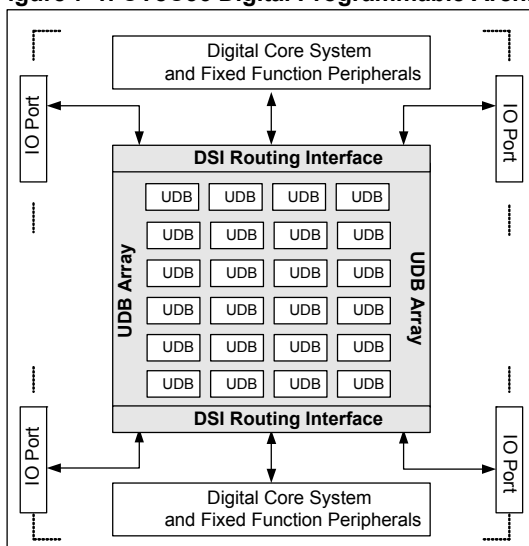 Digital Core System
and Fixed Function Peripherals
IO Port
IO Port
DSI Routing Interface
UDB UDB UDB UDB
UDB UDB UDB UDB
UDB UDB UDB UDB
UDB Array
UDB Array
UDB UDB UDB UDB
UDB UDB UDB UDB
UDB UDB UDB UDB
DSI Routing Interface
IO Port
IO Port
Digital Core System
and Fixed Function Peripherals